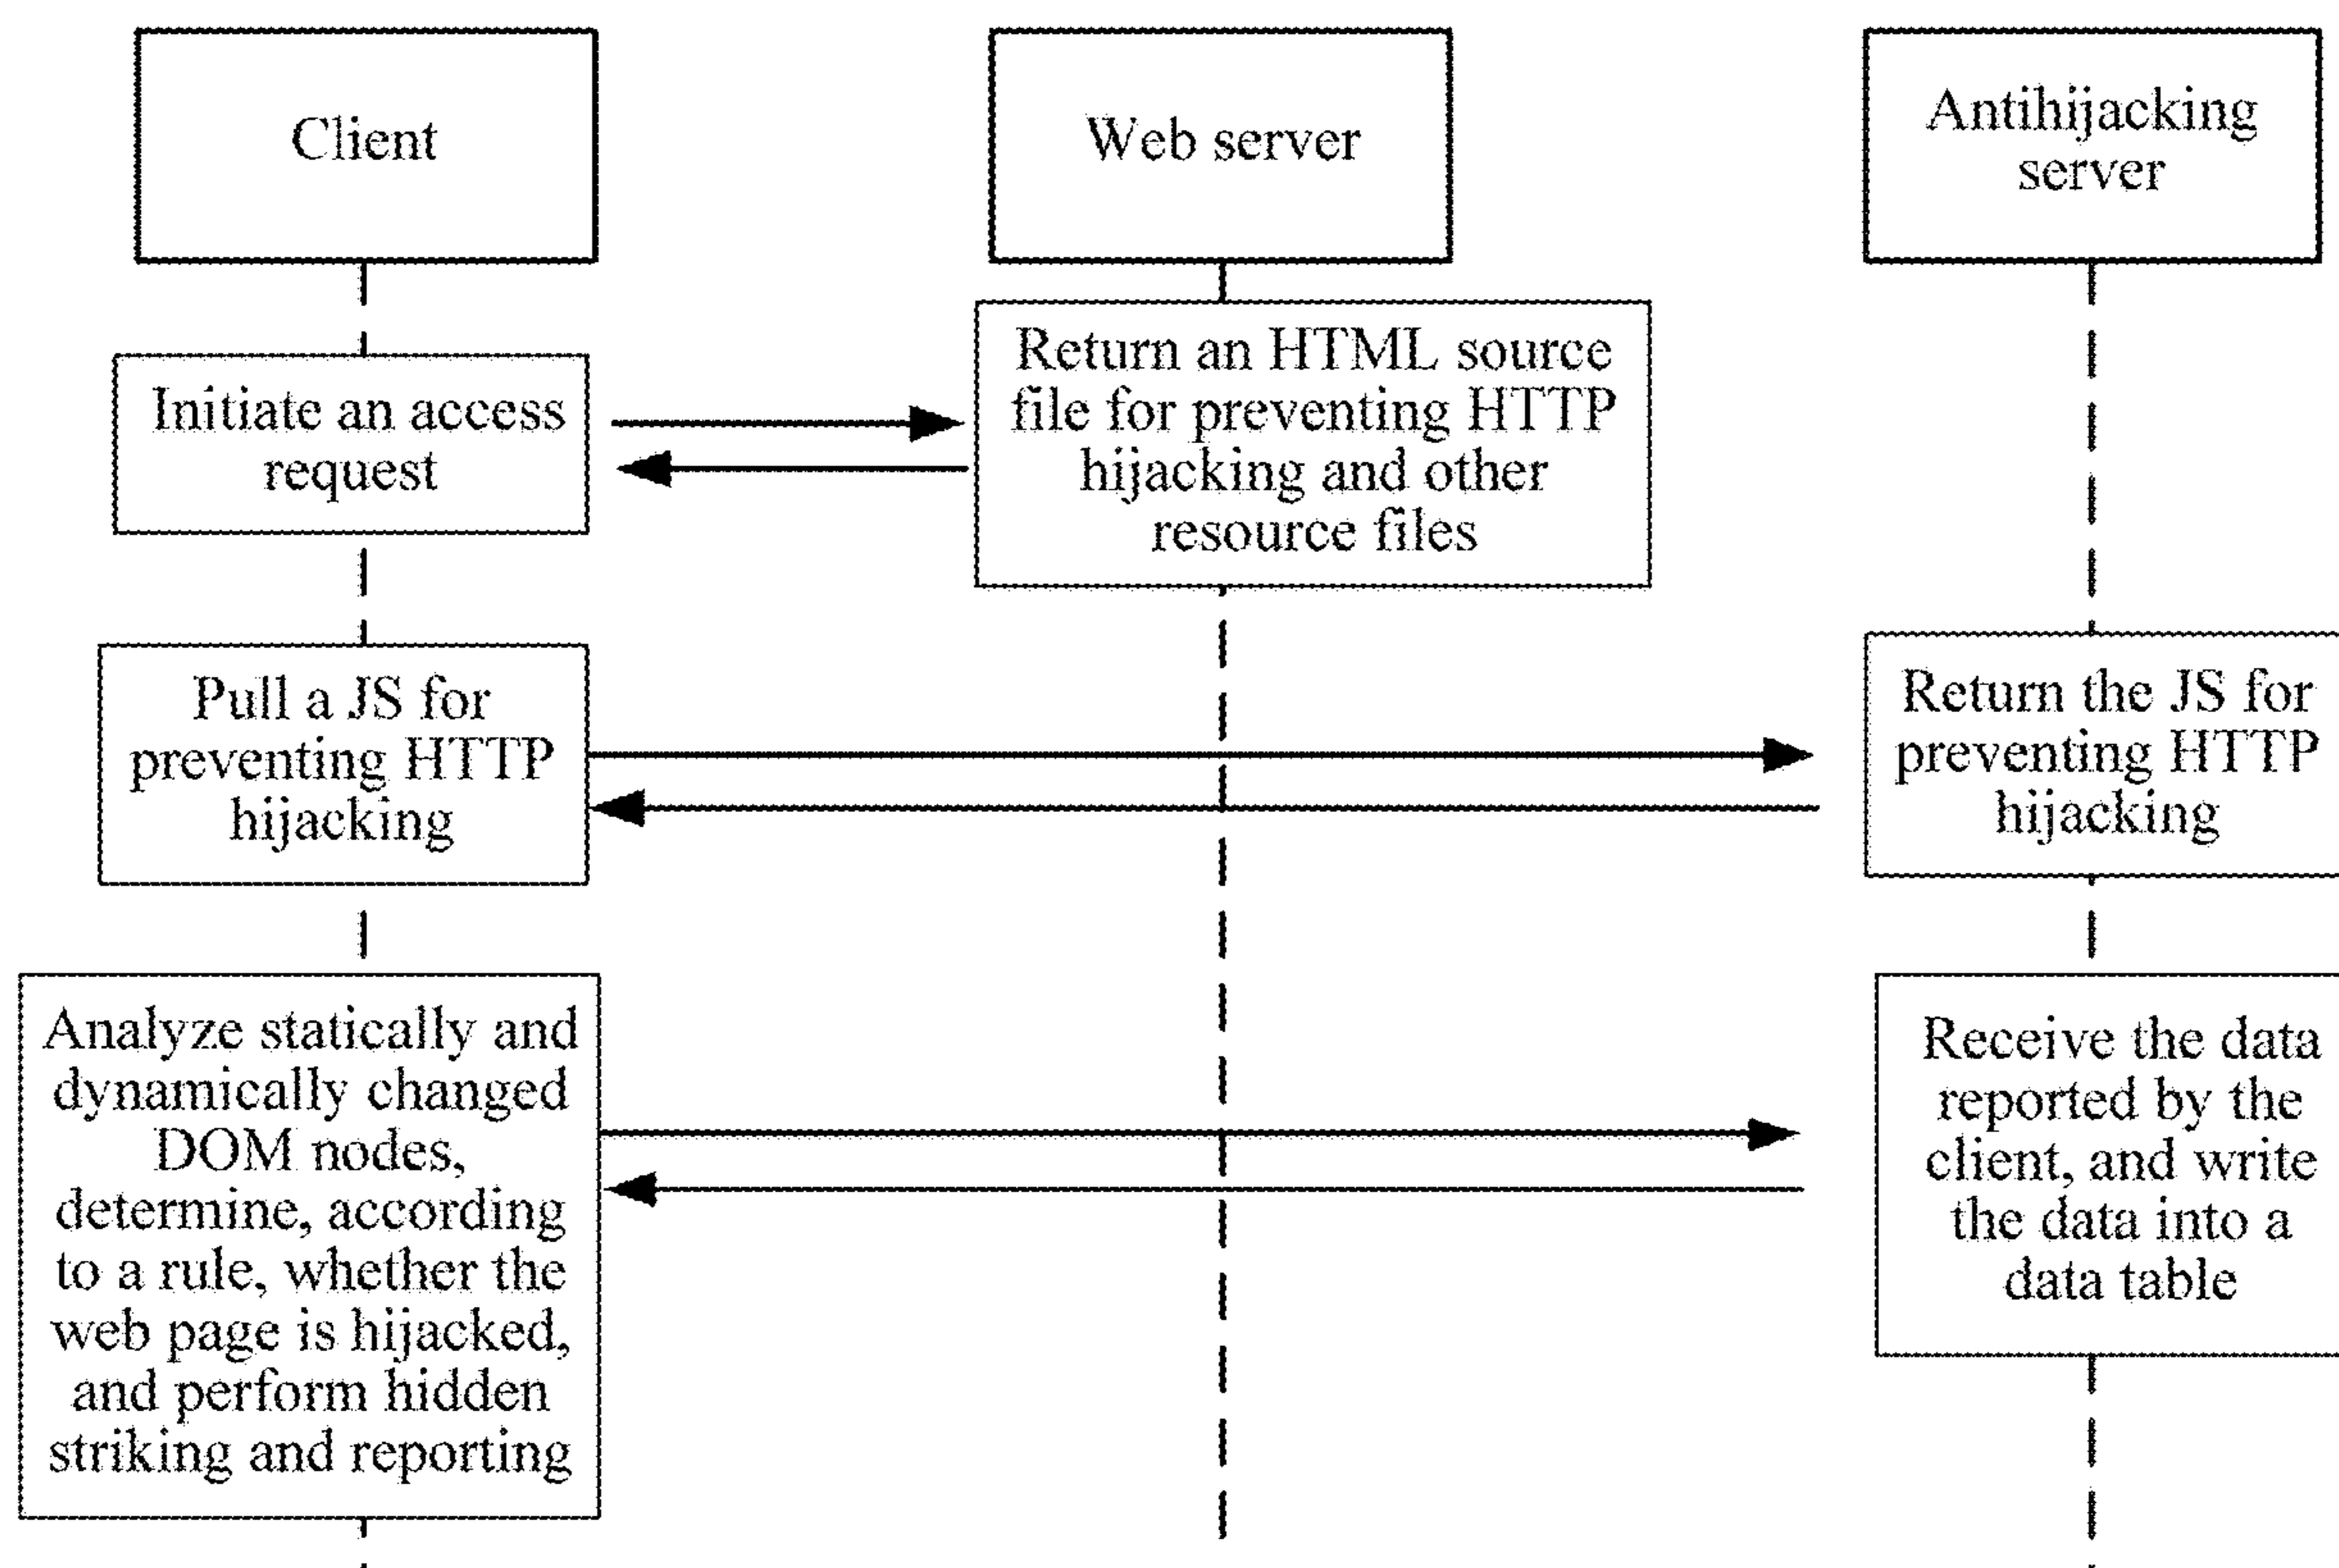 Client
Web server
Antihijacking
server
Initiate an access
request
Return an HTML source
file for preventing HTTP
hijacking and other
resource files
Pull a JS for
preventing HTTP
hijacking
Return the JS for
preventing HTTP
hijacking
Analyze statically and
dynamically changed
DOM nodes,
determine, according
to a rule, whether the
web page is hijacked,
and perform hidden
striking and reporting
Receive the data
reported by the
client, and write
the data into a
data table